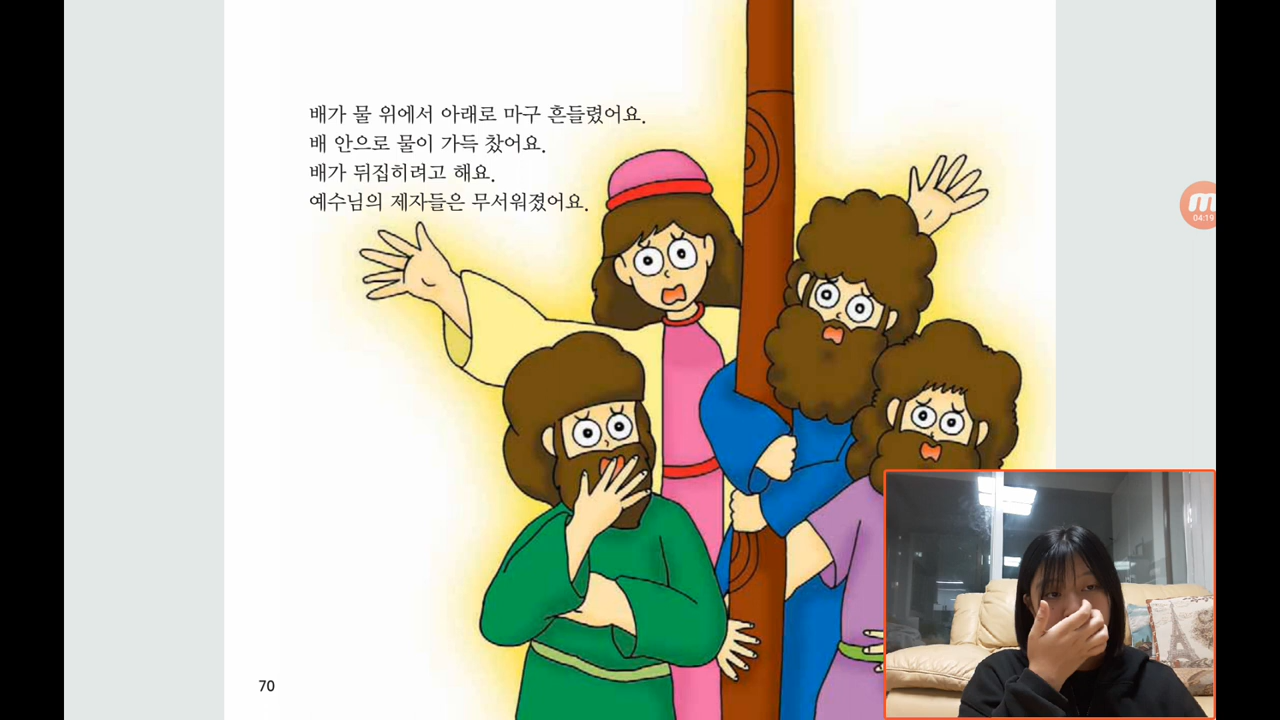 배가 물 위에서 아래로 마구 흔들렸어요.
배 안으로 물이 가득 찼어요.
배가 뒤집히려고 해요.
예수님의 제자들은 무서워졌어요.
04:19
70